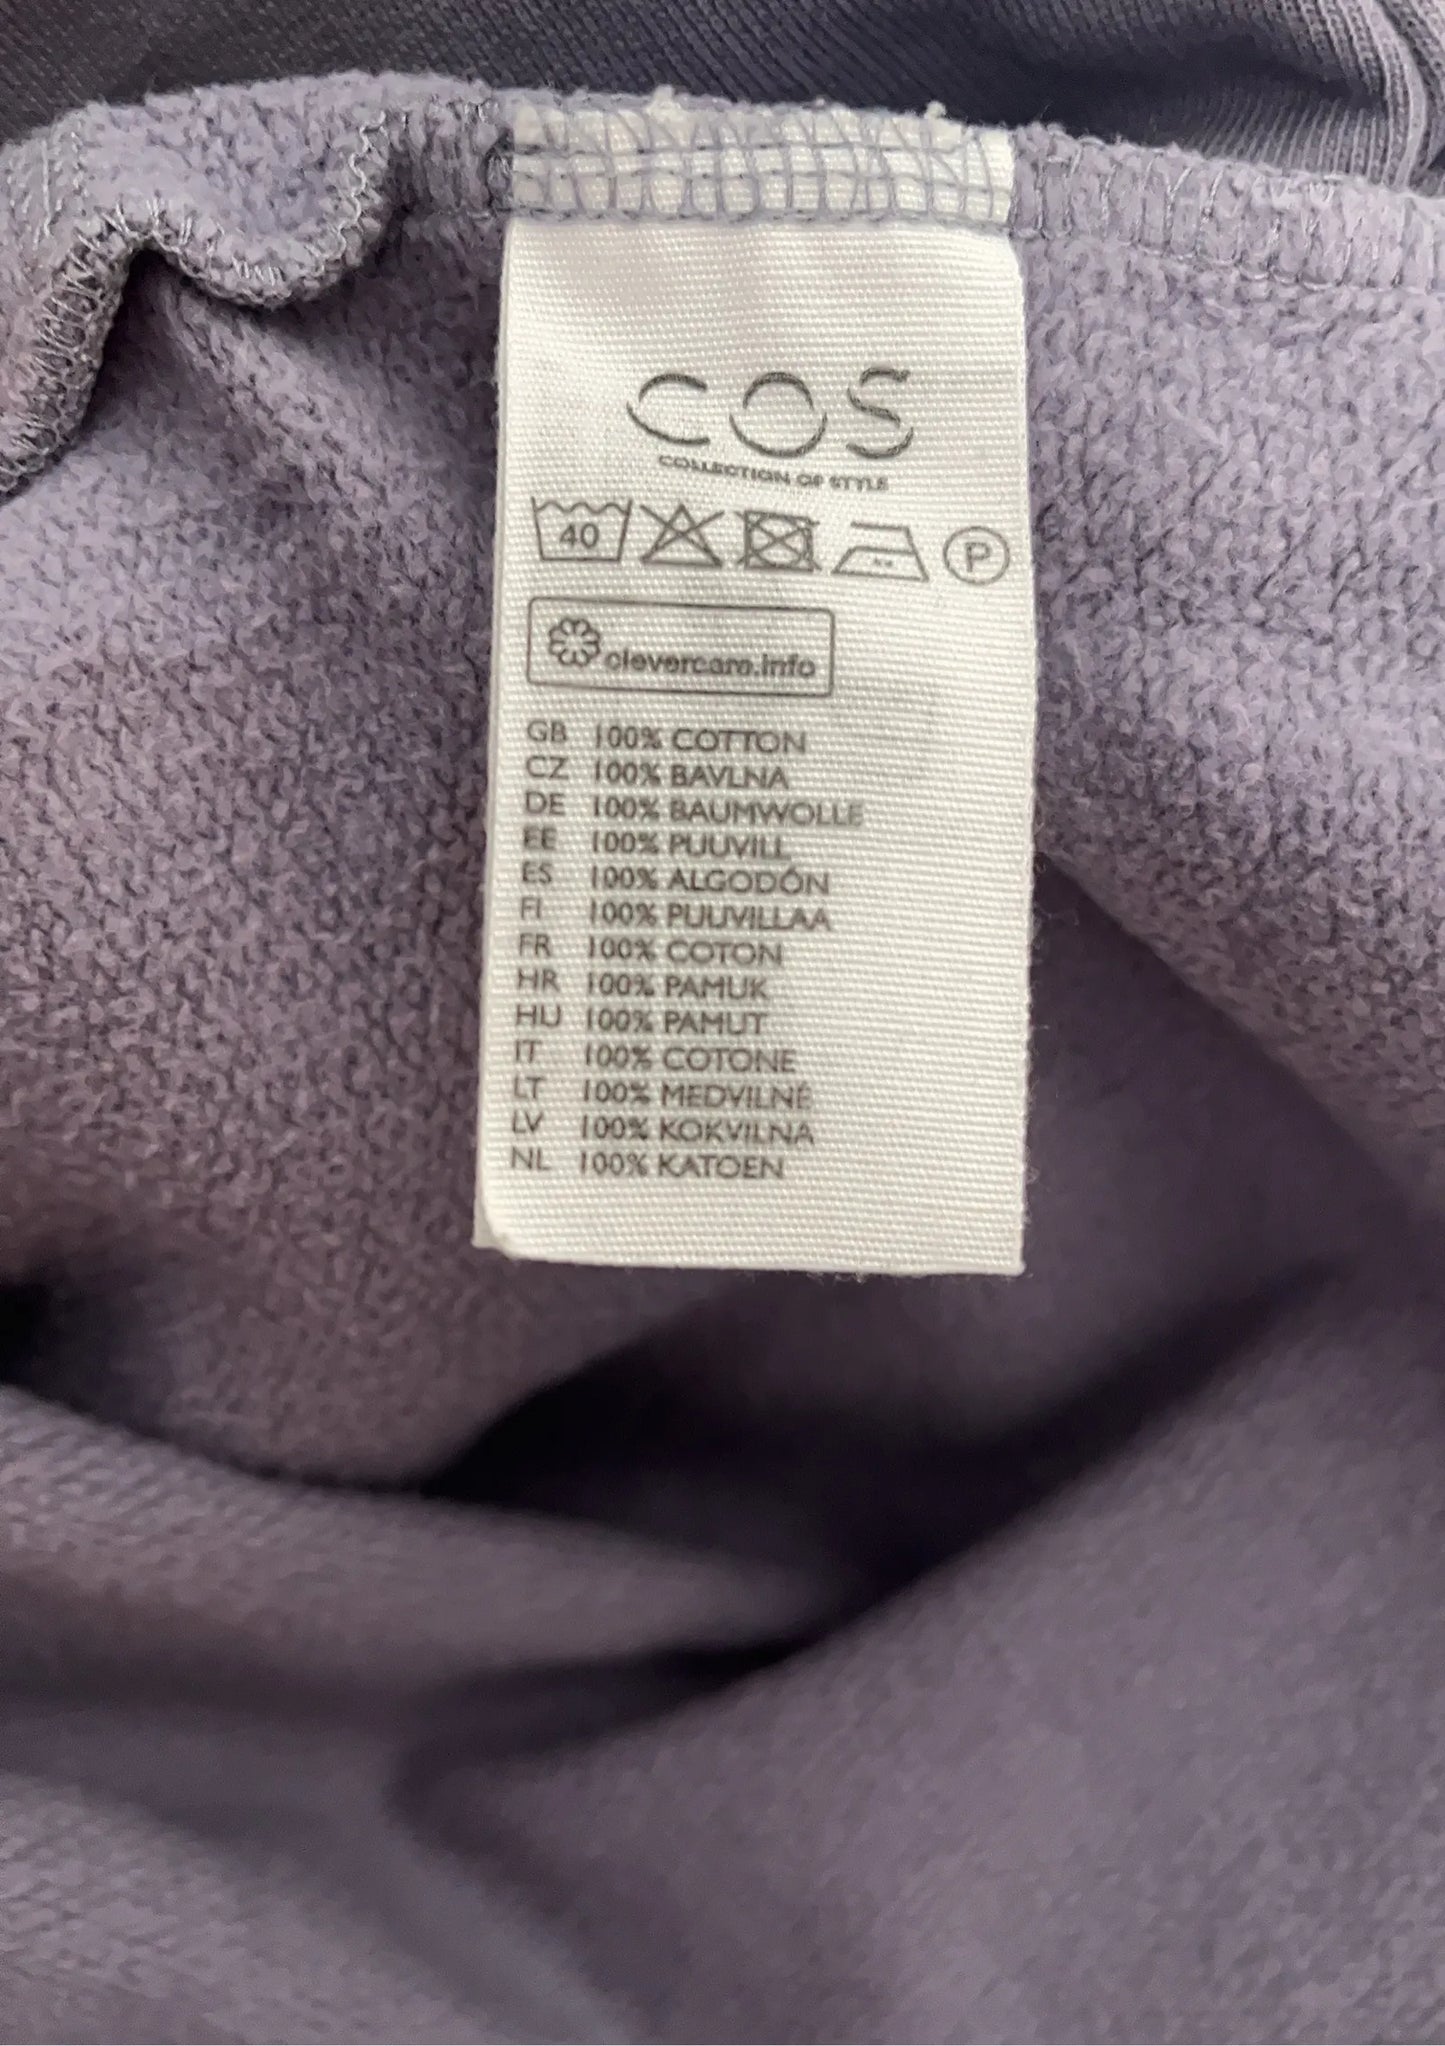 COS
COLLECTION OF STYLE
40 P
clevercare.info
GB 100% COTTON
CZ 100% BAVLNA
DE 100% BAUMWOLLE
EE 100% PUUVILL
ES 100% ALGODÓN
FI 100% PUUVILLAA
FR 100% COTON
HR 100% PAMUK
HU 100% PAMUT
IT 100% COTONE
LT 100% MEDVILNĖ
LV 100% KOKVILNA
NL 100% KATOEN